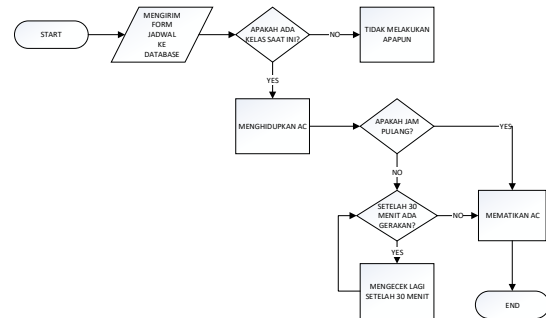 START
MENGIRIM
FORM
JADWAL
KE
DATABASE
APAKAH ADA
KELAS SAAT INI?
NO
TIDAK MELAKUKAN
APAPUN
YES
MENGHIDUPKAN AC
APAKAH JAM
PULANG?
YES
NO
SETELAH 30
MENIT ADA
GERAKAN?
NO
MEMATIKAN AC
YES
MENGECEK LAGI
SETELAH 30 MENIT
END